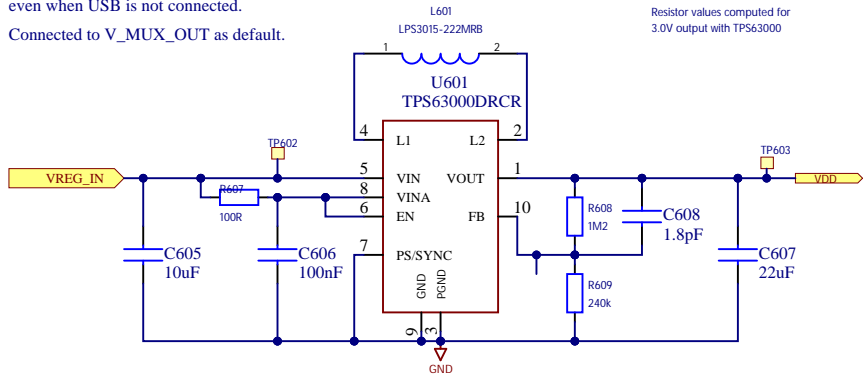 even when USB is not connected.
Connected to V_MUX_OUT as default.
L601
LPS3015-222MRB
Resistor values computed for
3.0V output with TPS63000
1
2
U601
TPS63000DRCR
4
L1
L2
2
TP602
TP603
VREG_IN
5
VIN
VOUT
1
VDD
R607
8
VINA
100R
6
EN
FB
10
R608
1M2
C608
1.8pF
7
PS/SYNC
C605
10uF
C606
100nF
C607
22uF
GND
PGND
R609
240k
9
3
GND